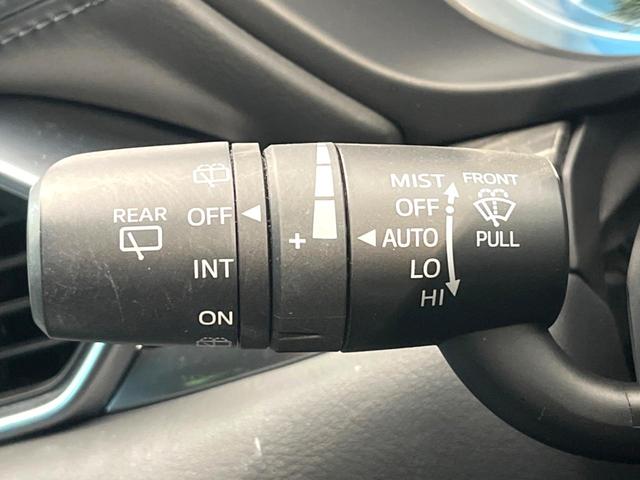 REAR
OFF
INT
ON
+
MIST
OFF
AUTO
LO
HI
FRONT
PULL